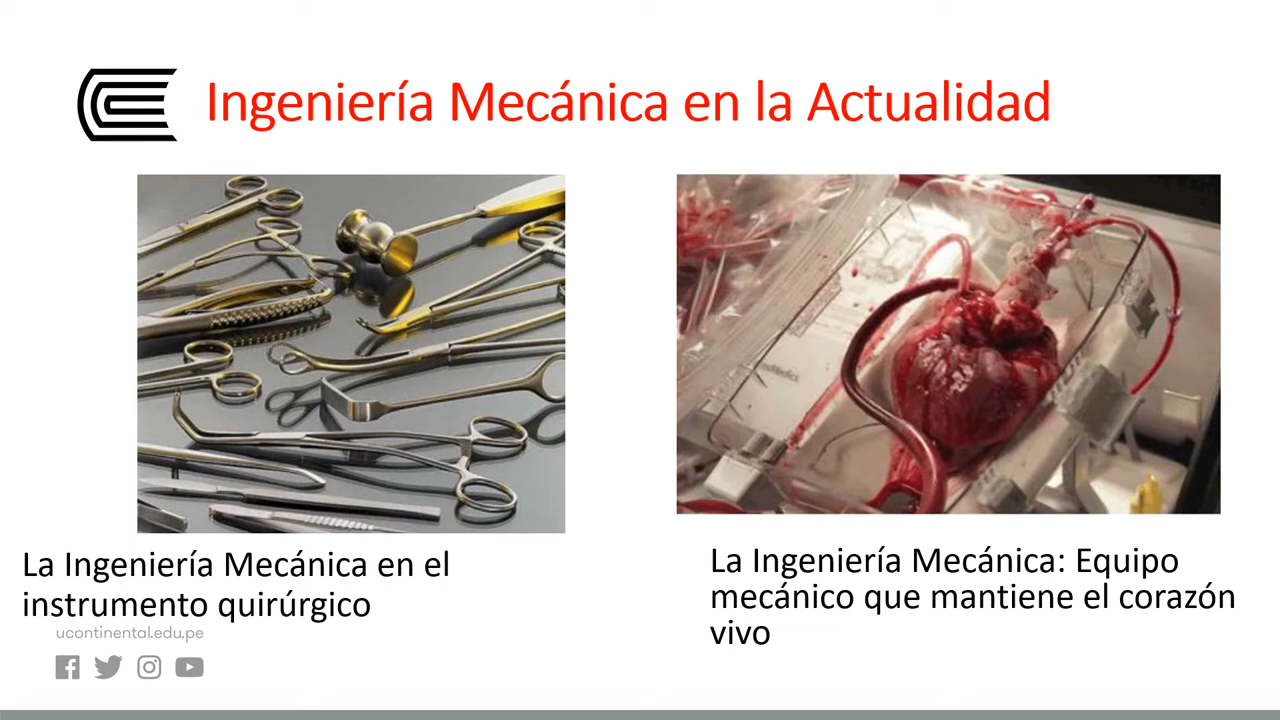 Ingeniería Mecánica en la Actualidad
La Ingeniería Mecánica en el
instrumento quirúrgico
La Ingeniería Mecánica: Equipo
mecánico que mantiene el corazón
vivo
ucontinental.edu.pe